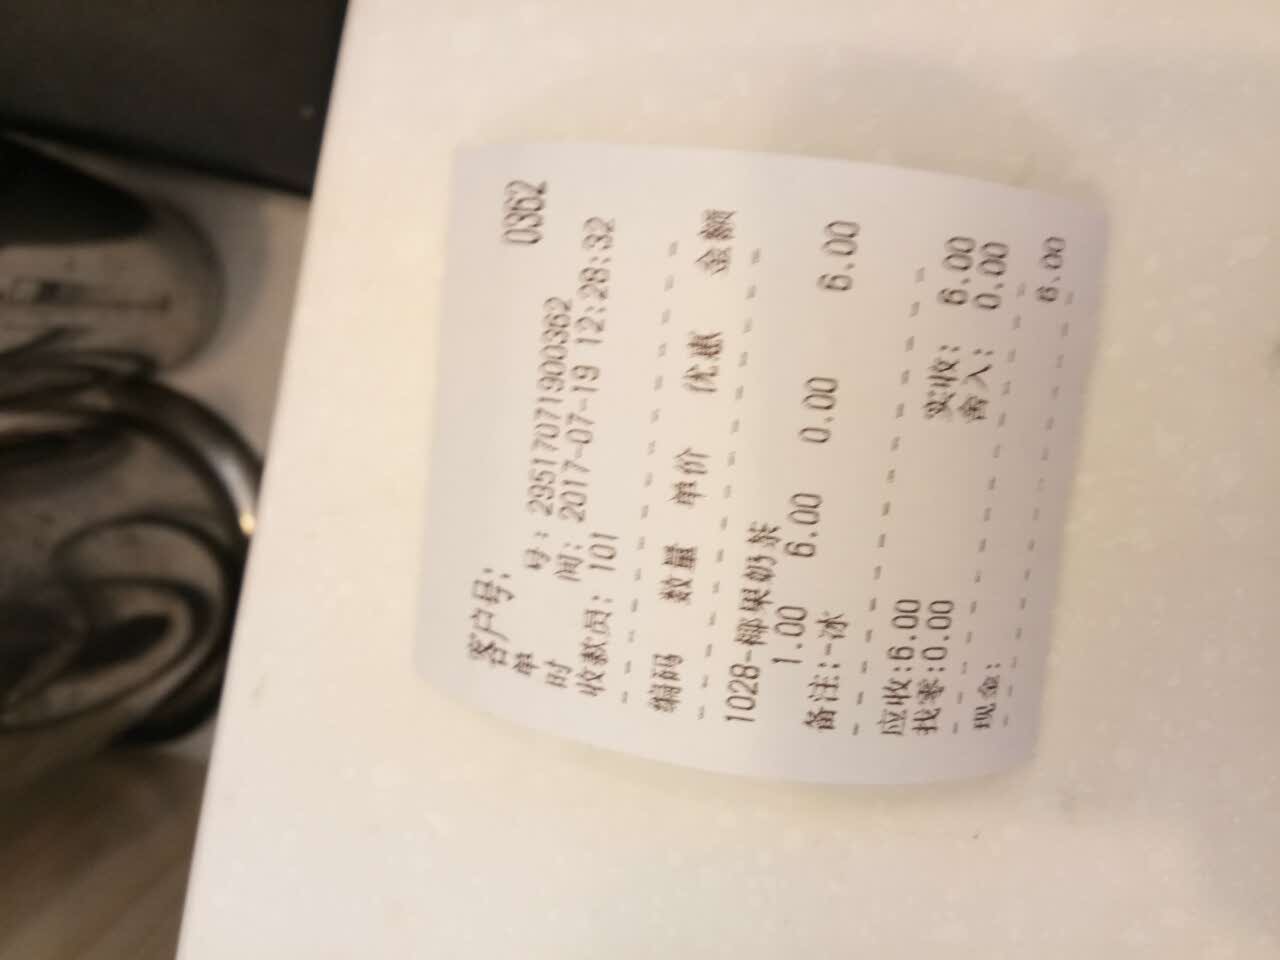 客户号: 0362
单 号: 29517071900362
时 间: 2017-07-19 12:28:32
收款员: 101
编码 数量 单价 优惠 金额
1028-椰果奶茶
1.00 6.00 0.00 6.00
备注:-冰
应收:6.00 实收: 6.00
找零:0.00 舍入: 0.00
现金: 6.00